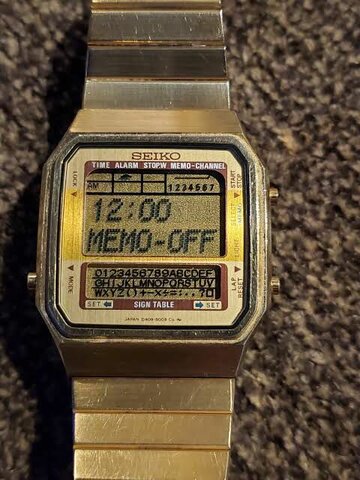 SEIKO
TIME ALARM STOPW. MEMO-CHANNEL
AM
1234567
12:00
MEMO-OFF
LOCK
MODE
START
STOP
SELECT
LAP
RESET
0123456789ABCDEF
GHIJKLMNOPQRSTUV
SET SIGN TABLE SET